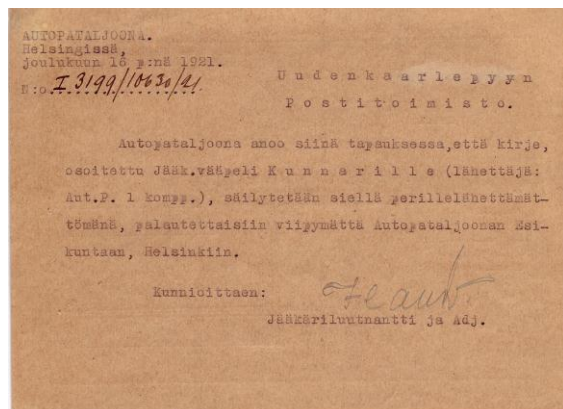 AUTOPATALJOONA.
Helsingissä,
joulukuun 16 p:nä 1921.
N:o I 3199/10630/21.
Uudenkaarlepyyn
Postitoimisto.
Autopataljoona anoo siinä tapauksessa,että kirje,
osoitettu Jääk.vääpeli Kunnarille (lähettäjä:
Aut.P. 1 kompp.), säilytetään siellä perillelähettämät-
tömänä, palautettaisiin viipymättä Autopataljoonan Esi-
kuntaan, Helsinkiin.
Kunnioittaen:
Jääkäriluutnantti ja Adj.